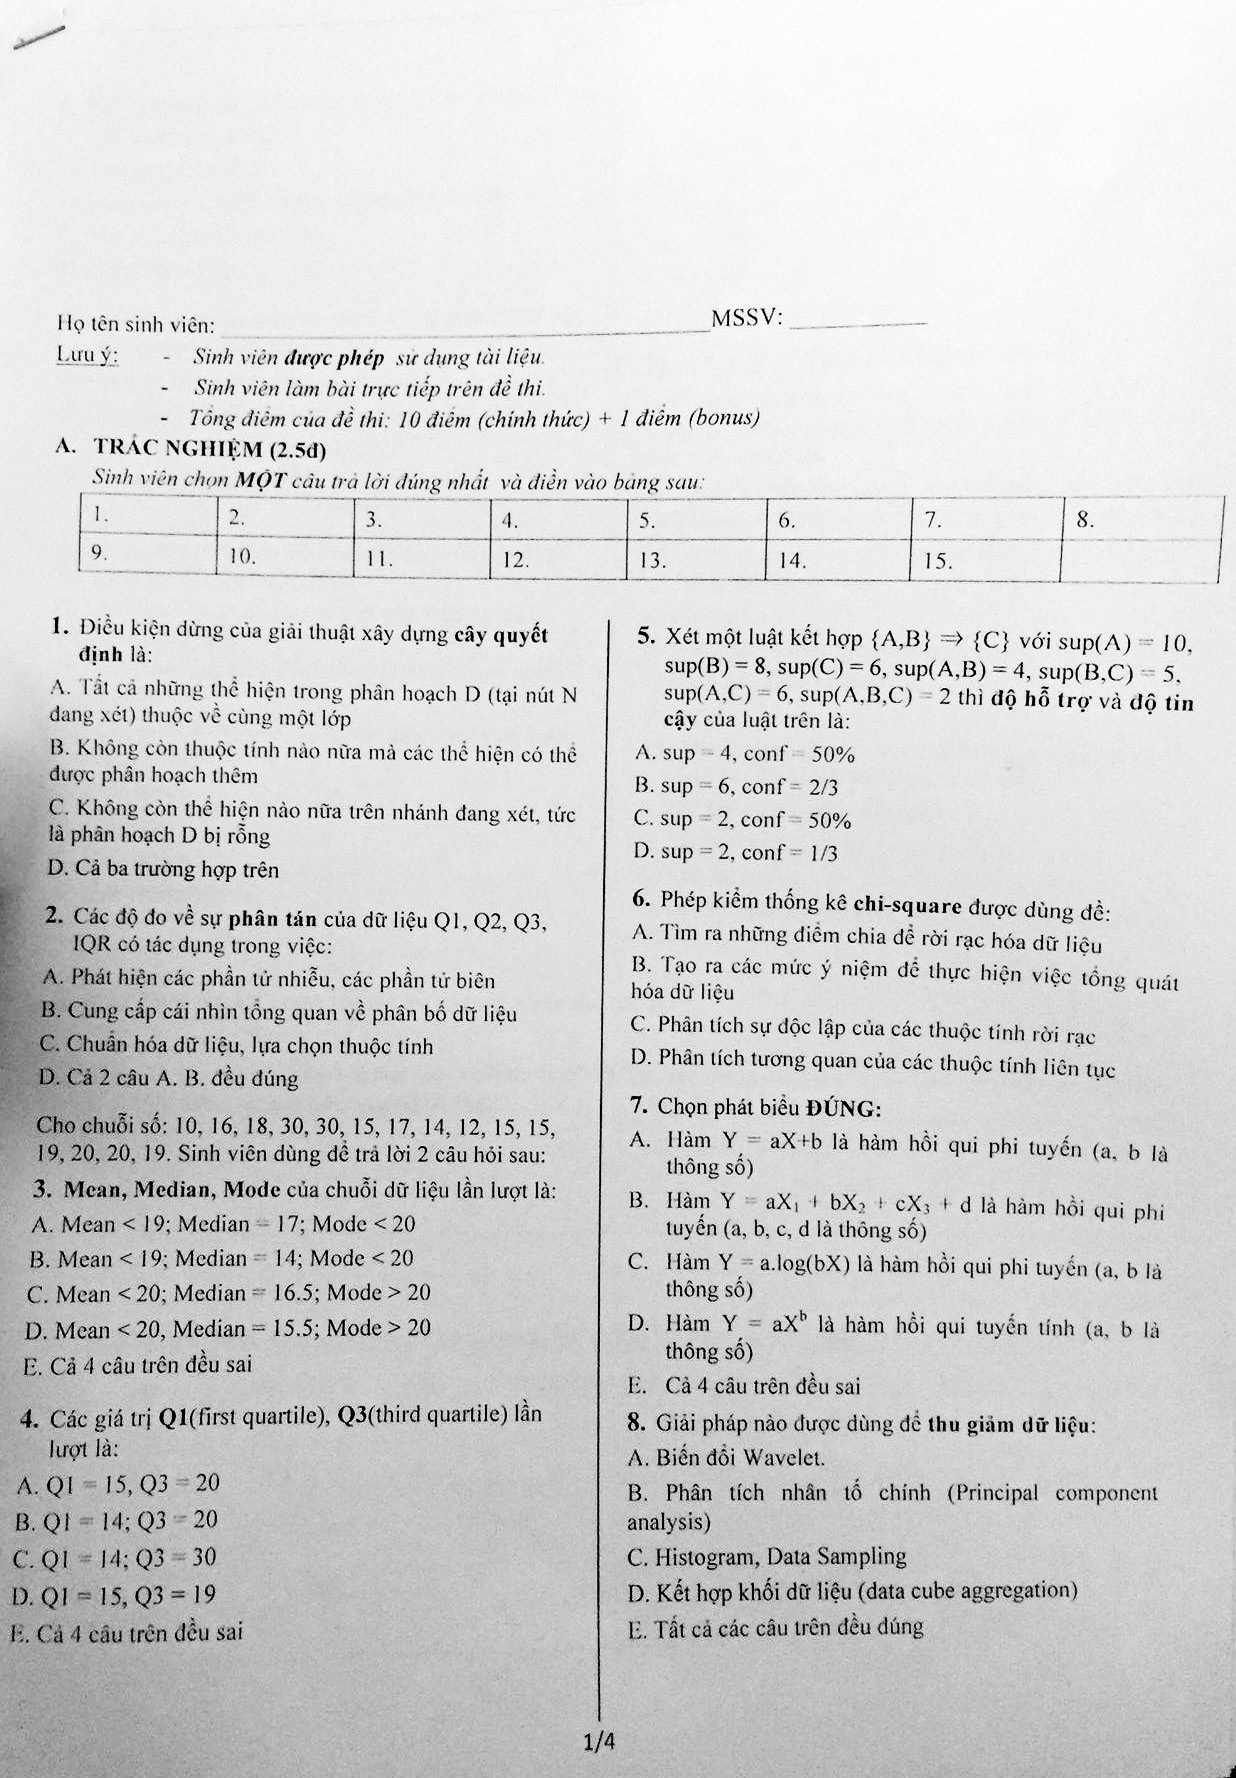 Họ tên sinh viên: ____________________ MSSV: __________
Lưu ý: - Sinh viên được phép sử dụng tài liệu.
- Sinh viên làm bài trực tiếp trên đề thi.
- Tổng điểm của đề thi: 10 điểm (chính thức) + 1 điểm (bonus)
A. TRẮC NGHIỆM (2.5đ)
Sinh viên chọn MỘT câu trả lời đúng nhất và điền vào bảng sau:
1. 2. 3. 4. 5. 6. 7. 8.
9. 10. 11. 12. 13. 14. 15.
1. Điều kiện dừng của giải thuật xây dựng cây quyết
định là:
A. Tất cả những thể hiện trong phân hoạch D (tại nút N
đang xét) thuộc về cùng một lớp
B. Không còn thuộc tính nào nữa mà các thể hiện có thể
được phân hoạch thêm
C. Không còn thể hiện nào nữa trên nhánh đang xét, tức
là phân hoạch D bị rỗng
D. Cả ba trường hợp trên
2. Các độ đo về sự phân tán của dữ liệu Q1, Q2, Q3,
IQR có tác dụng trong việc:
A. Phát hiện các phần tử nhiễu, các phần tử biên
B. Cung cấp cái nhìn tổng quan về phân bố dữ liệu
C. Chuẩn hóa dữ liệu, lựa chọn thuộc tính
D. Cả 2 câu A. B. đều đúng
Cho chuỗi số: 10, 16, 18, 30, 30, 15, 17, 14, 12, 15, 15,
19, 20, 20, 19. Sinh viên dùng để trả lời 2 câu hỏi sau:
3. Mean, Median, Mode của chuỗi dữ liệu lần lượt là:
A. Mean < 19; Median = 17; Mode < 20
B. Mean < 19; Median = 14; Mode < 20
C. Mean < 20; Median = 16.5; Mode > 20
D. Mean < 20, Median = 15.5; Mode > 20
E. Cả 4 câu trên đều sai
4. Các giá trị Q1(first quartile), Q3(third quartile) lần
lượt là:
A. Q1 = 15, Q3 = 20
B. Q1 = 14; Q3 = 20
C. Q1 = 14; Q3 = 30
D. Q1 = 15, Q3 = 19
E. Cả 4 câu trên đều sai
5. Xét một luật kết hợp {A,B} ⇒ {C} với sup(A) = 10,
sup(B) = 8, sup(C) = 6, sup(A,B) = 4, sup(B,C) = 5,
sup(A,C) = 6, sup(A,B,C) = 2 thì độ hỗ trợ và độ tin
cậy của luật trên là:
A. sup = 4, conf = 50%
B. sup = 6, conf = 2/3
C. sup = 2, conf = 50%
D. sup = 2, conf = 1/3
6. Phép kiểm thống kê chi-square được dùng để:
A. Tìm ra những điểm chia để rời rạc hóa dữ liệu
B. Tạo ra các mức ý niệm để thực hiện việc tổng quát
hóa dữ liệu
C. Phân tích sự độc lập của các thuộc tính rời rạc
D. Phân tích tương quan của các thuộc tính liên tục
7. Chọn phát biểu ĐÚNG:
A. Hàm Y = aX+b là hàm hồi qui phi tuyến (a, b là
thông số)
B. Hàm Y = aX₁ + bX₂ + cX₃ + d là hàm hồi qui phi
tuyến (a, b, c, d là thông số)
C. Hàm Y = a.log(bX) là hàm hồi qui phi tuyến (a, b là
thông số)
D. Hàm Y = aXᵇ là hàm hồi qui tuyến tính (a, b là
thông số)
E. Cả 4 câu trên đều sai
8. Giải pháp nào được dùng để thu giảm dữ liệu:
A. Biến đổi Wavelet.
B. Phân tích nhân tố chính (Principal component
analysis)
C. Histogram, Data Sampling
D. Kết hợp khối dữ liệu (data cube aggregation)
E. Tất cả các câu trên đều đúng
1/4